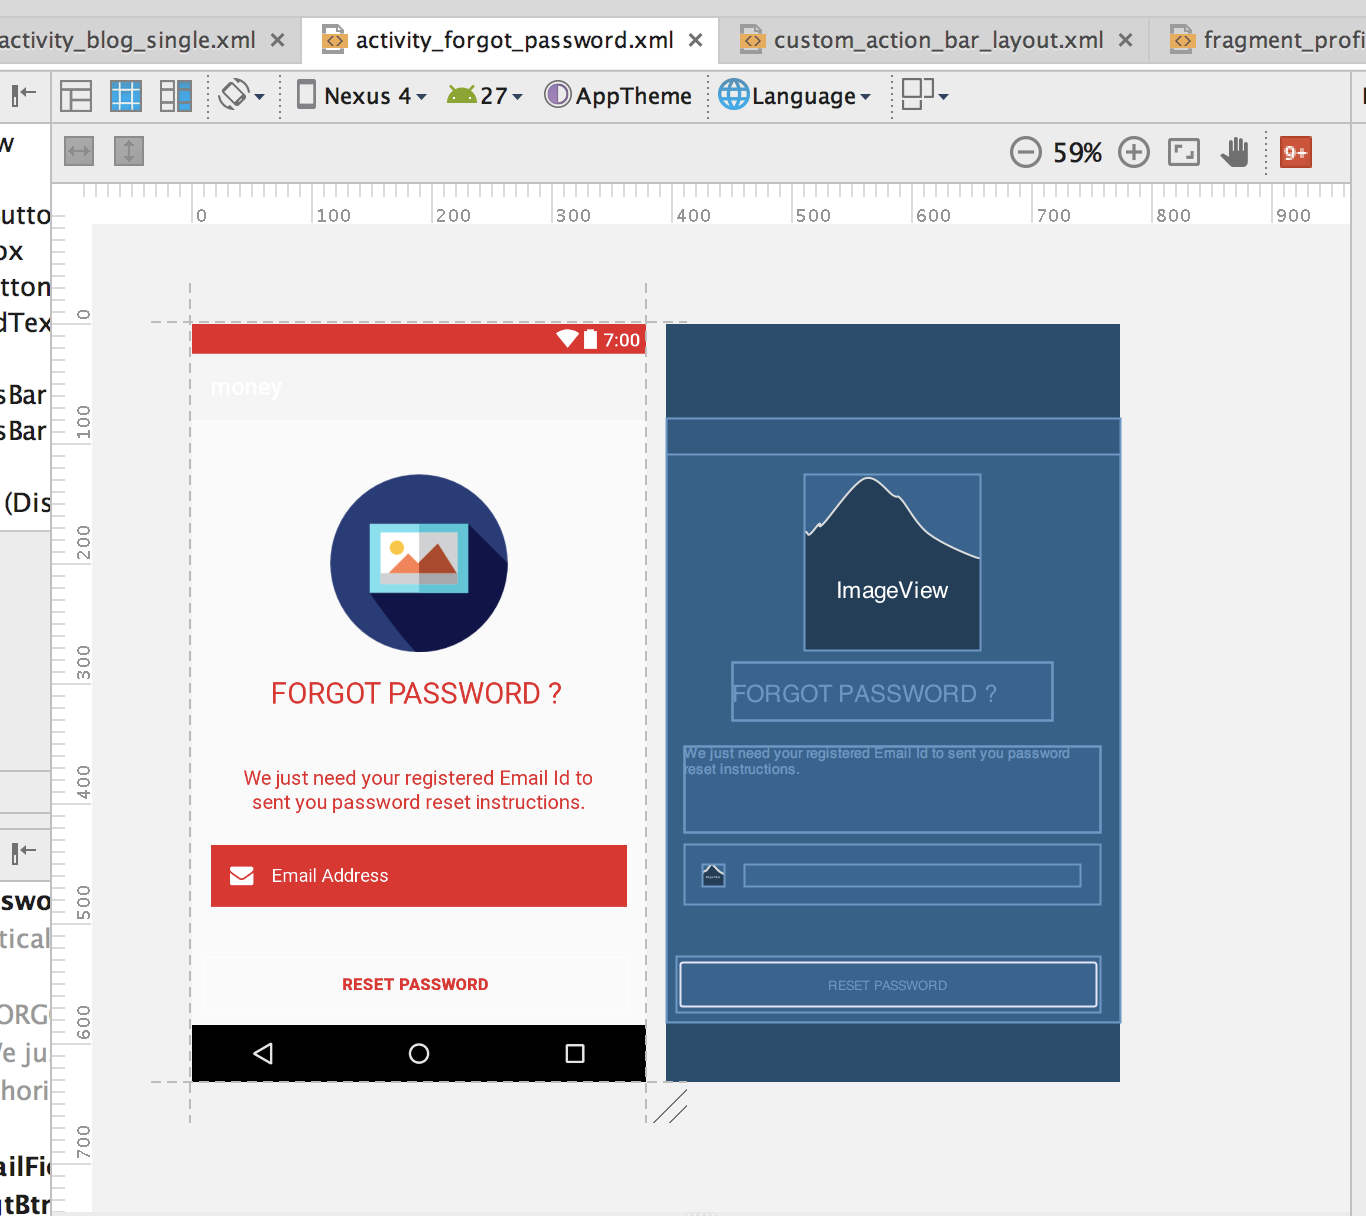 activity_blog_single.xml
activity_forgot_password.xml
custom_action_bar_layout.xml
fragment_profi
Nexus 4
27
AppTheme
Language
59%
9+
w
utto
ox
tton
dTex
sBar
sBar
(Dis
0 100 200 300 400 500 600 700 800 900
0
100
200
300
400
500
600
700
7:00
money
FORGOT PASSWORD ?
We just need your registered Email Id to
sent you password reset instructions.
Email Address
RESET PASSWORD
ImageView
FORGOT PASSWORD ?
We just need your registered Email Id to sent you password
reset instructions.
RESET PASSWORD
swo
tical
ORG
e ju
hori
ailFi
tBtr